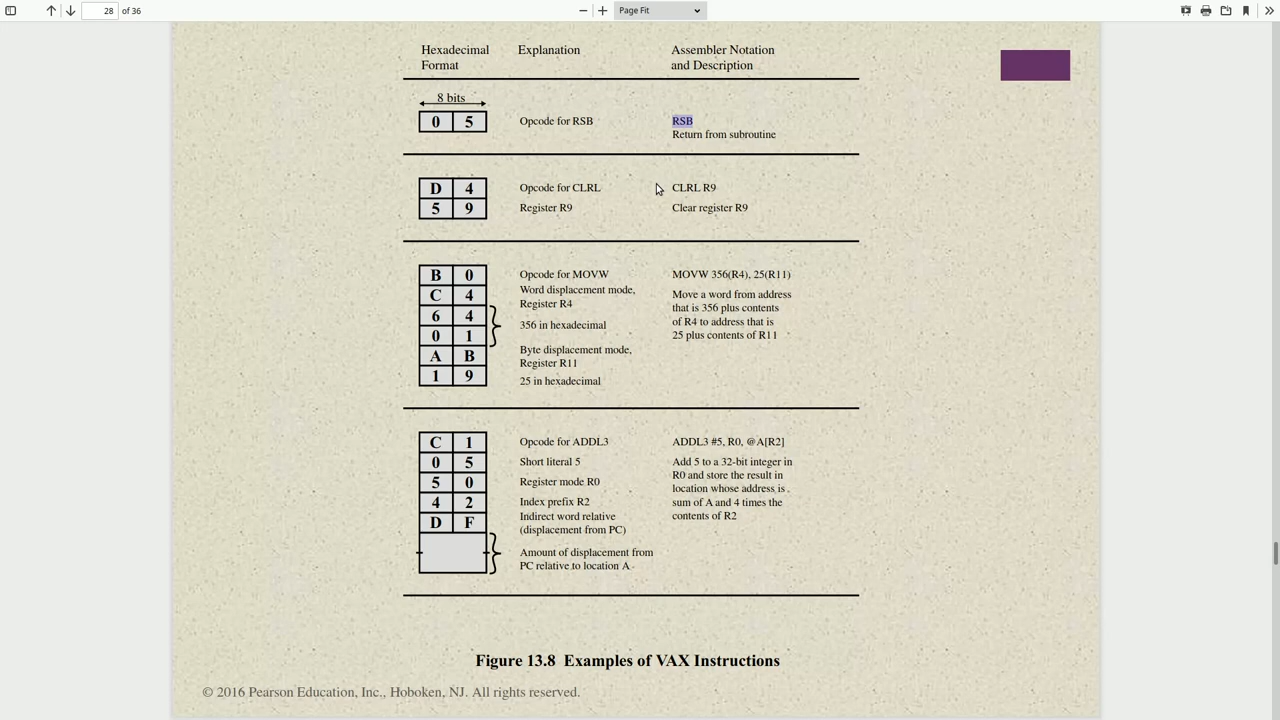 28 of 36
Page Fit
Hexadecimal Format
Explanation
Assembler Notation and Description
8 bits
0 5
Opcode for RSB
RSB
Return from subroutine
D 4
Opcode for CLRL
CLRL R9
5 9
Register R9
Clear register R9
B 0
Opcode for MOVW
MOVW 356(R4), 25(R11)
C 4
Word displacement mode,
Register R4
6 4
0 1
356 in hexadecimal
A B
Byte displacement mode,
Register R11
1 9
25 in hexadecimal
Move a word from address
that is 356 plus contents
of R4 to address that is
25 plus contents of R11
C 1
Opcode for ADDL3
ADDL3 #5, R0, @A[R2]
0 5
Short literal 5
5 0
Register mode R0
4 2
Index prefix R2
D F
Indirect word relative
(displacement from PC)
Amount of displacement from
PC relative to location A
Add 5 to a 32-bit integer in
R0 and store the result in
location whose address is
sum of A and 4 times the
contents of R2
Figure 13.8 Examples of VAX Instructions
© 2016 Pearson Education, Inc., Hoboken, NJ. All rights reserved.